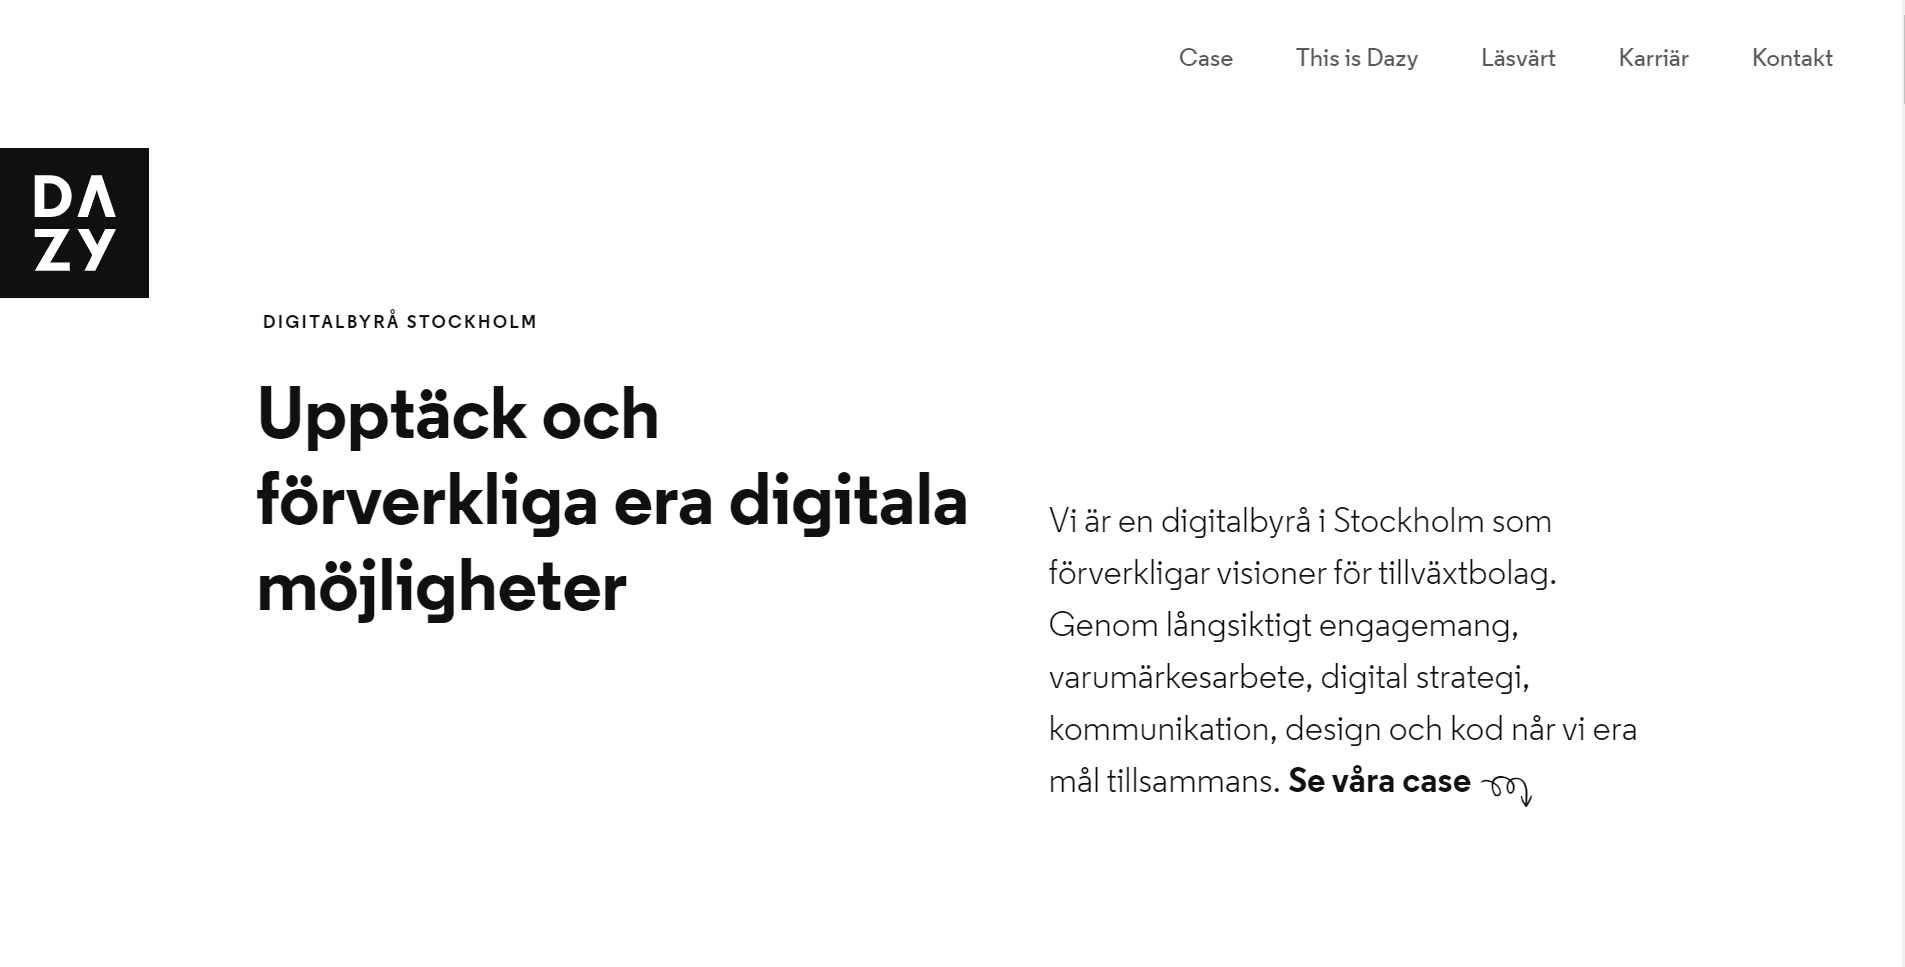 Case
This is Dazy
Läsvärt
Karriär
Kontakt
DA
ZY
DIGITALBYRÅ STOCKHOLM
Upptäck och
förverkliga era digitala
möjligheter
Vi är en digitalbyrå i Stockholm som
förverkligar visioner för tillväxtbolag.
Genom långsiktigt engagemang,
varumärkesarbete, digital strategi,
kommunikation, design och kod når vi era
mål tillsammans. Se våra case